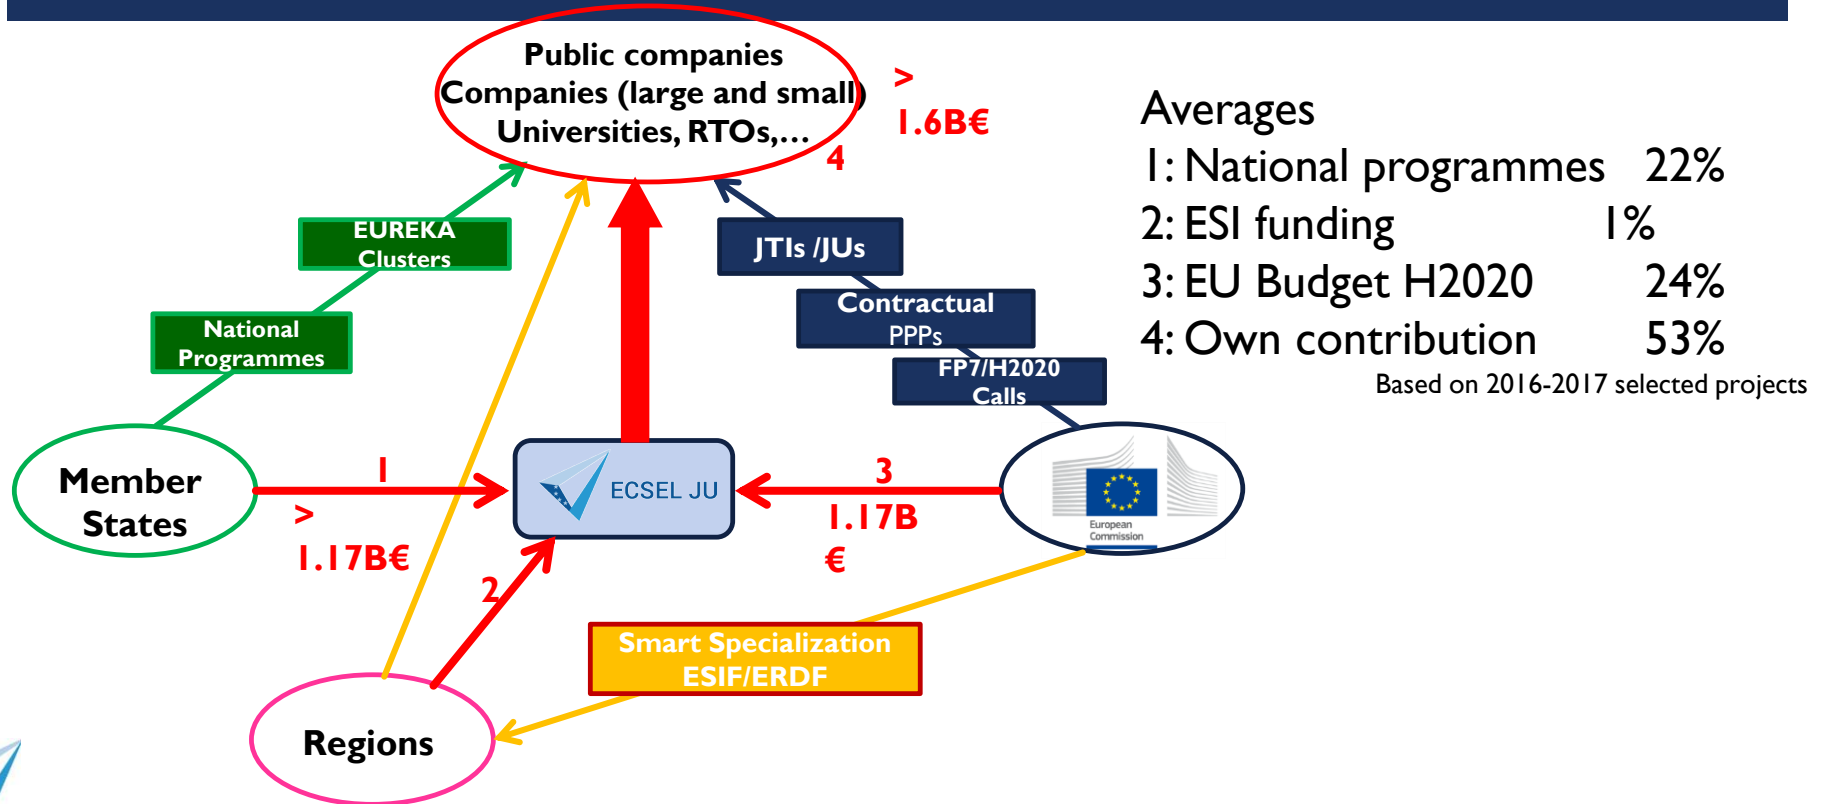 Public companies
Companies (large and small)
Universities, RTOs,...
>
1.6B€
4
Averages
1: National programmes 22%
2: ESI funding 1%
3: EU Budget H2020 24%
4: Own contribution 53%
Based on 2016-2017 selected projects
EUREKA
Clusters
National
Programmes
JTIs /JUs
Contractual
PPPs
FP7/H2020
Calls
Member
States
1
>
1.17B€
ECSEL JU
3
1.17B
€
European
Commission
2
Smart Specialization
ESIF/ERDF
Regions